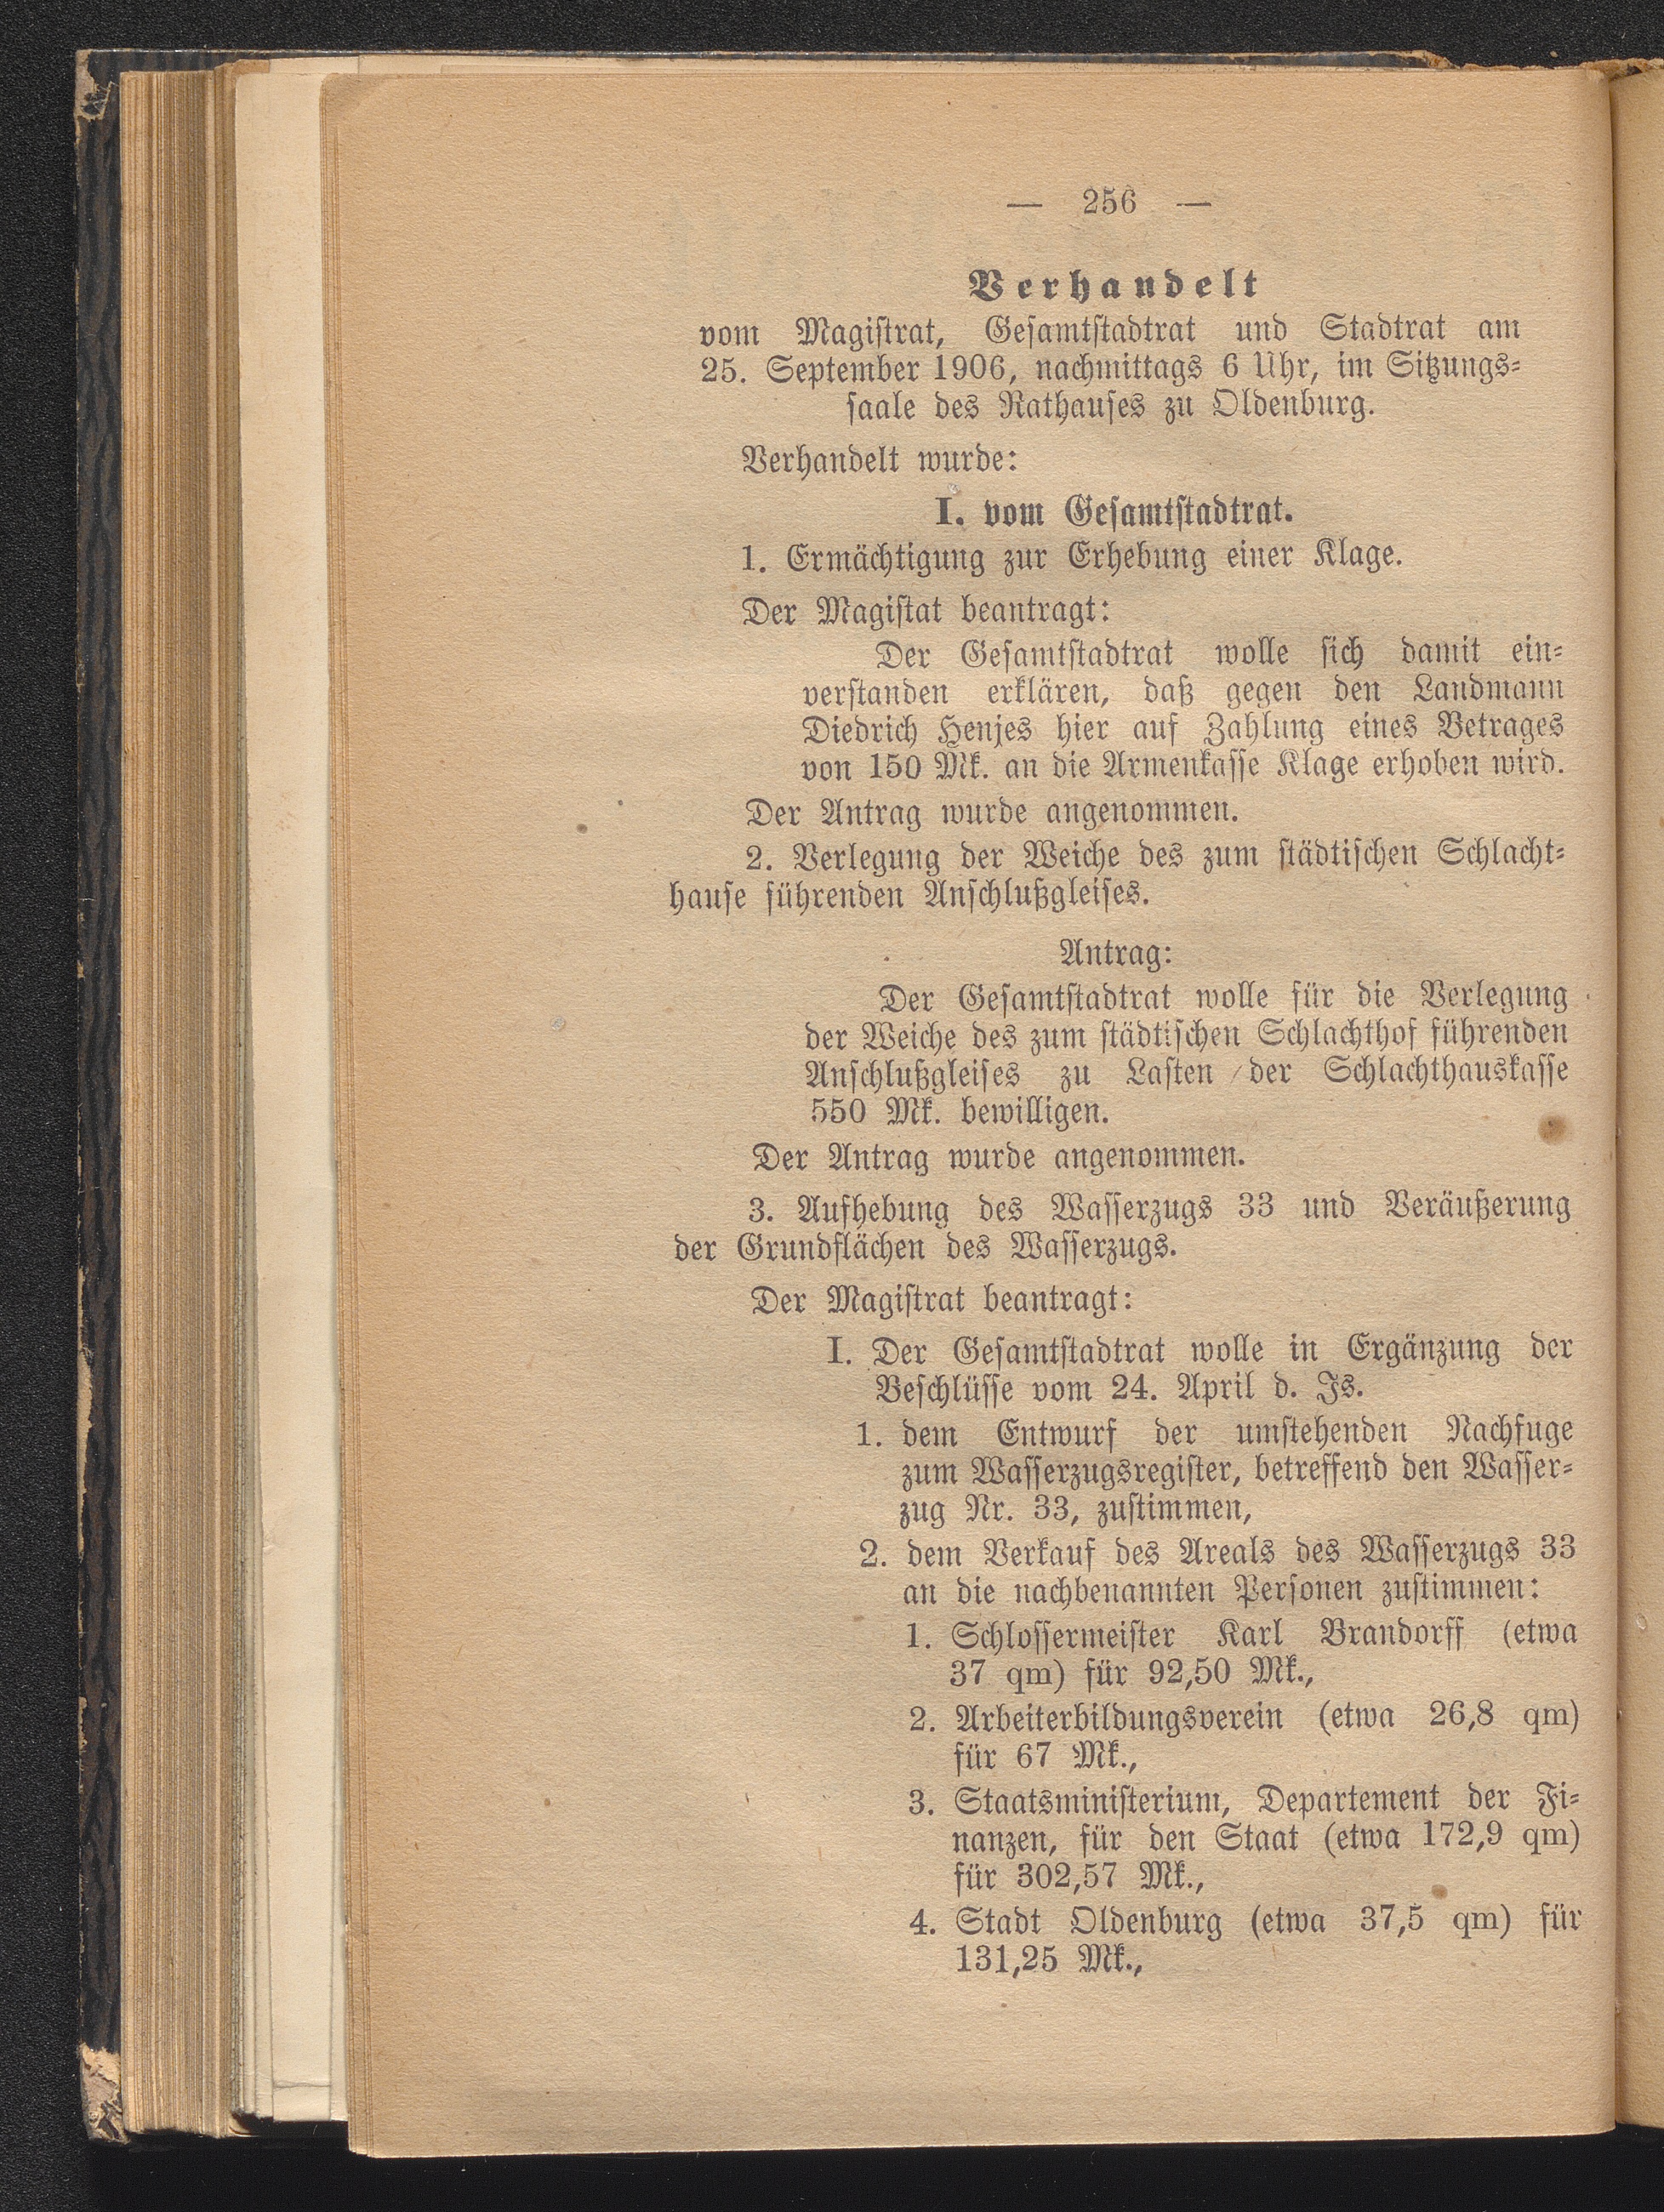 — 256 —
Verhandelt
vom Magistrat, Gesamtstadtrat und Stadtrat am
25. September 1906, nachmittags 6 Uhr, im Sitzungs-
saale des Rathauses zu Oldenburg.
Verhandelt wurde:
I. vom Gesamtstadtrat.
1. Ermächtigung zur Erhebung einer Klage.
Der Magistat beantragt:
Der Gesamtstadtrat wolle sich damit ein-
verstanden erklären, daß gegen den Landmann
Diedrich Henjes hier auf Zahlung eines Betrages
von 150 Mk. an die Armenkasse Klage erhoben wird.
Der Antrag wurde angenommen.
2. Verlegung der Weiche des zum städtischen Schlacht-
hause führenden Anschlußgleises.
Antrag:
Der Gesamtstadtrat wolle für die Verlegung
der Weiche des zum städtischen Schlachthof führenden
Anschlußgleises zu Lasten der Schlachthauskasse
550 Mk. bewilligen.
Der Antrag wurde angenommen.
3. Aufhebung des Wasserzugs 33 und Veräußerung
der Grundflächen des Wasserzugs.
Der Magistrat beantragt:
I. Der Gesamtstadtrat wolle in Ergänzung der
Beschlüsse vom 24. April d. Js.
1. dem Entwurf der umstehenden Nachfuge
zum Wasserzugsregister, betreffend den Wasser-
zug Nr. 33, zustimmen,
2. dem Verkauf des Areals des Wasserzugs 33
an die nachbenannten Personen zustimmen:
1. Schlossermeister Karl Brandorff (etwa
37 qm) für 92,50 Mk.,
2. Arbeiterbildungsverein (etwa 26,8 qm)
für 67 Mk.,
3. Staatsministerium, Departement der Fi-
nanzen, für den Staat (etwa 172,9 qm)
für 302,57 Mk.,
4. Stadt Oldenburg (etwa 37,5 qm) für
131,25 Mk.,